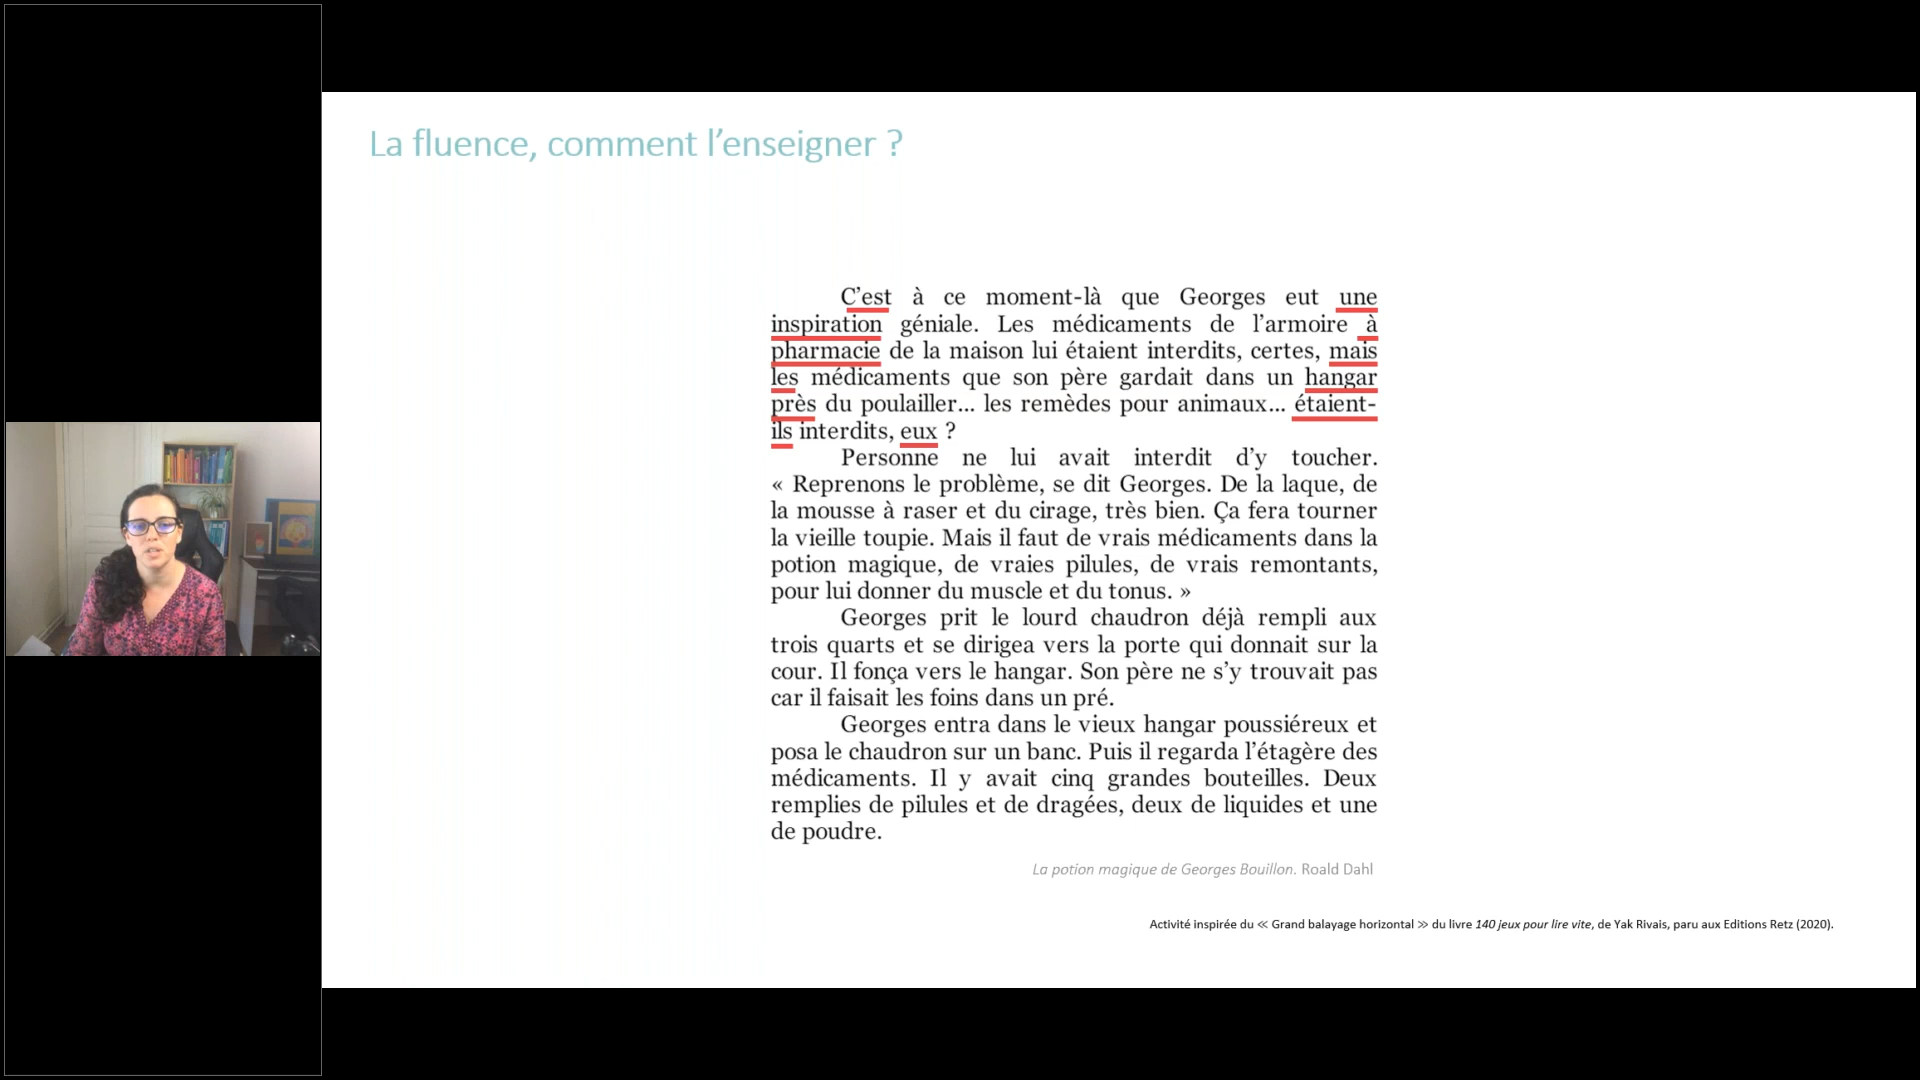 La fluence, comment l’enseigner ?
C’est à ce moment-là que Georges eut une
inspiration géniale. Les médicaments de l’armoire à
pharmacie de la maison lui étaient interdits, certes, mais
les médicaments que son père gardait dans un hangar
près du poulailler... les remèdes pour animaux... étaient-
ils interdits, eux ?
Personne ne lui avait interdit d’y toucher.
« Reprenons le problème, se dit Georges. De la laque, de
la mousse à raser et du cirage, très bien. Ça fera tourner
la vieille toupie. Mais il faut de vrais médicaments dans la
potion magique, de vraies pilules, de vrais remontants,
pour lui donner du muscle et du tonus. »
Georges prit le lourd chaudron déjà rempli aux
trois quarts et se dirigea vers la porte qui donnait sur la
cour. Il fonça vers le hangar. Son père ne s’y trouvait pas
car il faisait les foins dans un pré.
Georges entra dans le vieux hangar poussiéreux et
posa le chaudron sur un banc. Puis il regarda l’étagère des
médicaments. Il y avait cinq grandes bouteilles. Deux
remplies de pilules et de dragées, deux de liquides et une
de poudre.
La potion magique de Georges Bouillon. Roald Dahl
Activité inspirée du « Grand balayage horizontal » du livre 140 jeux pour lire vite, de Yak Rivais, paru aux Editions Retz (2020).